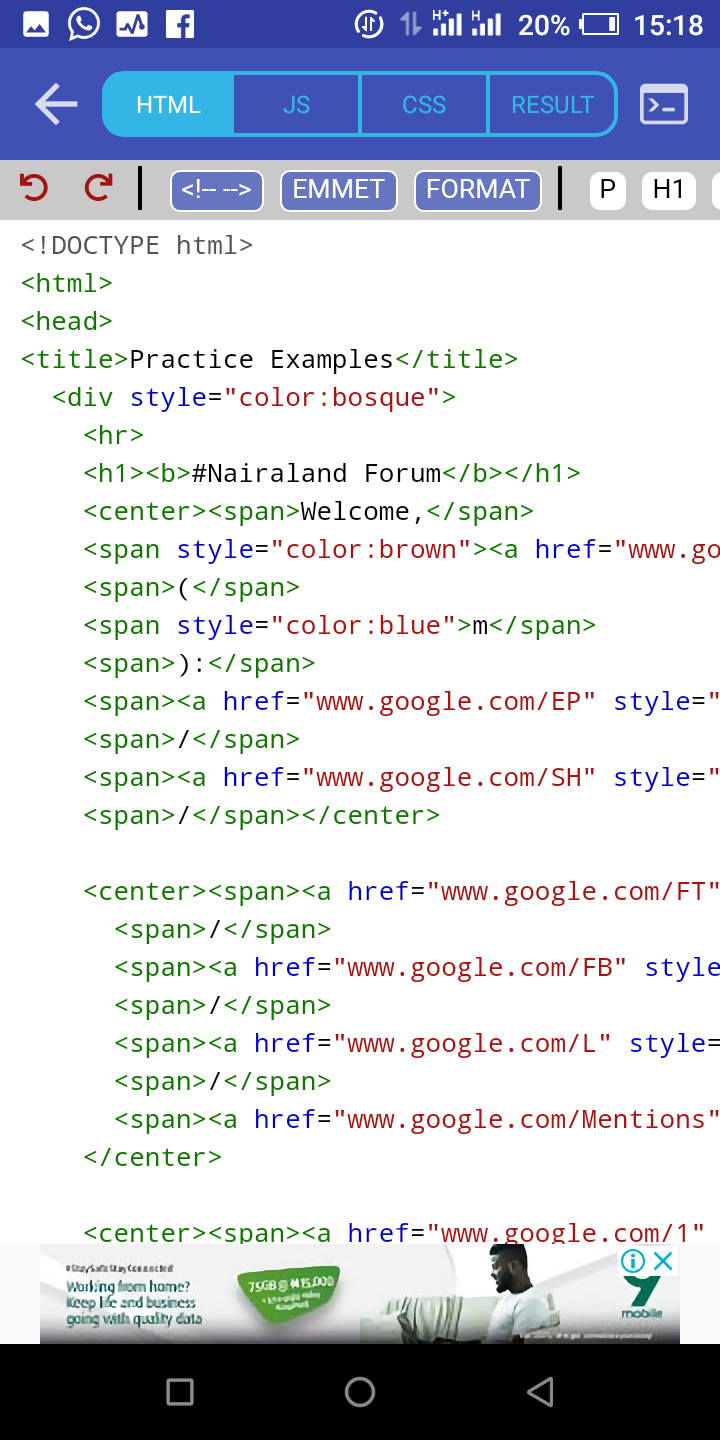 H+
H
20%
15:18
HTML
JS
CSS
RESULT
<!-- -->
EMMET
FORMAT
P
H1
<!DOCTYPE html>
<html>
<head>
<title>Practice Examples</title>
<div style="color:bosque">
<hr>
<h1><b>#Nairaland Forum</b></h1>
<center><span>Welcome,</span>
<span style="color:brown"><a href="www.go
<span>(</span>
<span style="color:blue">m</span>
<span>):</span>
<span><a href="www.google.com/EP" style="
<span>/</span>
<span><a href="www.google.com/SH" style="
<span>/</span></center>
<center><span><a href="www.google.com/FT"
<span>/</span>
<span><a href="www.google.com/FB" style
<span>/</span>
<span><a href="www.google.com/L" style=
<span>/</span>
<span><a href="www.google.com/Mentions"
</center>
<center><span><a href="www.google.com/1"
#StaySafeStayConnected
Working from home?
Keep life and business
going with quality data
75GB @ ₦15,000
9
mobile